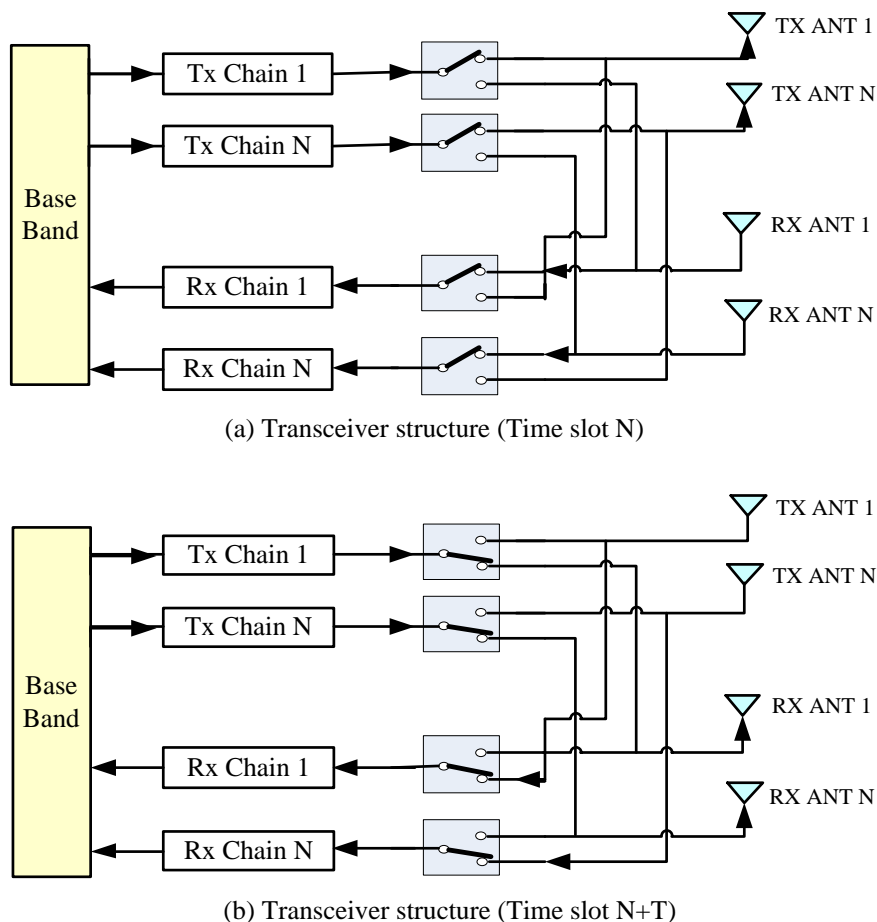 TX ANT 1
Tx Chain 1
TX ANT N
Tx Chain N
Base
Band
RX ANT 1
Rx Chain 1
RX ANT N
Rx Chain N
(a) Transceiver structure (Time slot N)
TX ANT 1
Tx Chain 1
TX ANT N
Tx Chain N
Base
Band
RX ANT 1
Rx Chain 1
RX ANT N
Rx Chain N
(b) Transceiver structure (Time slot N+T)